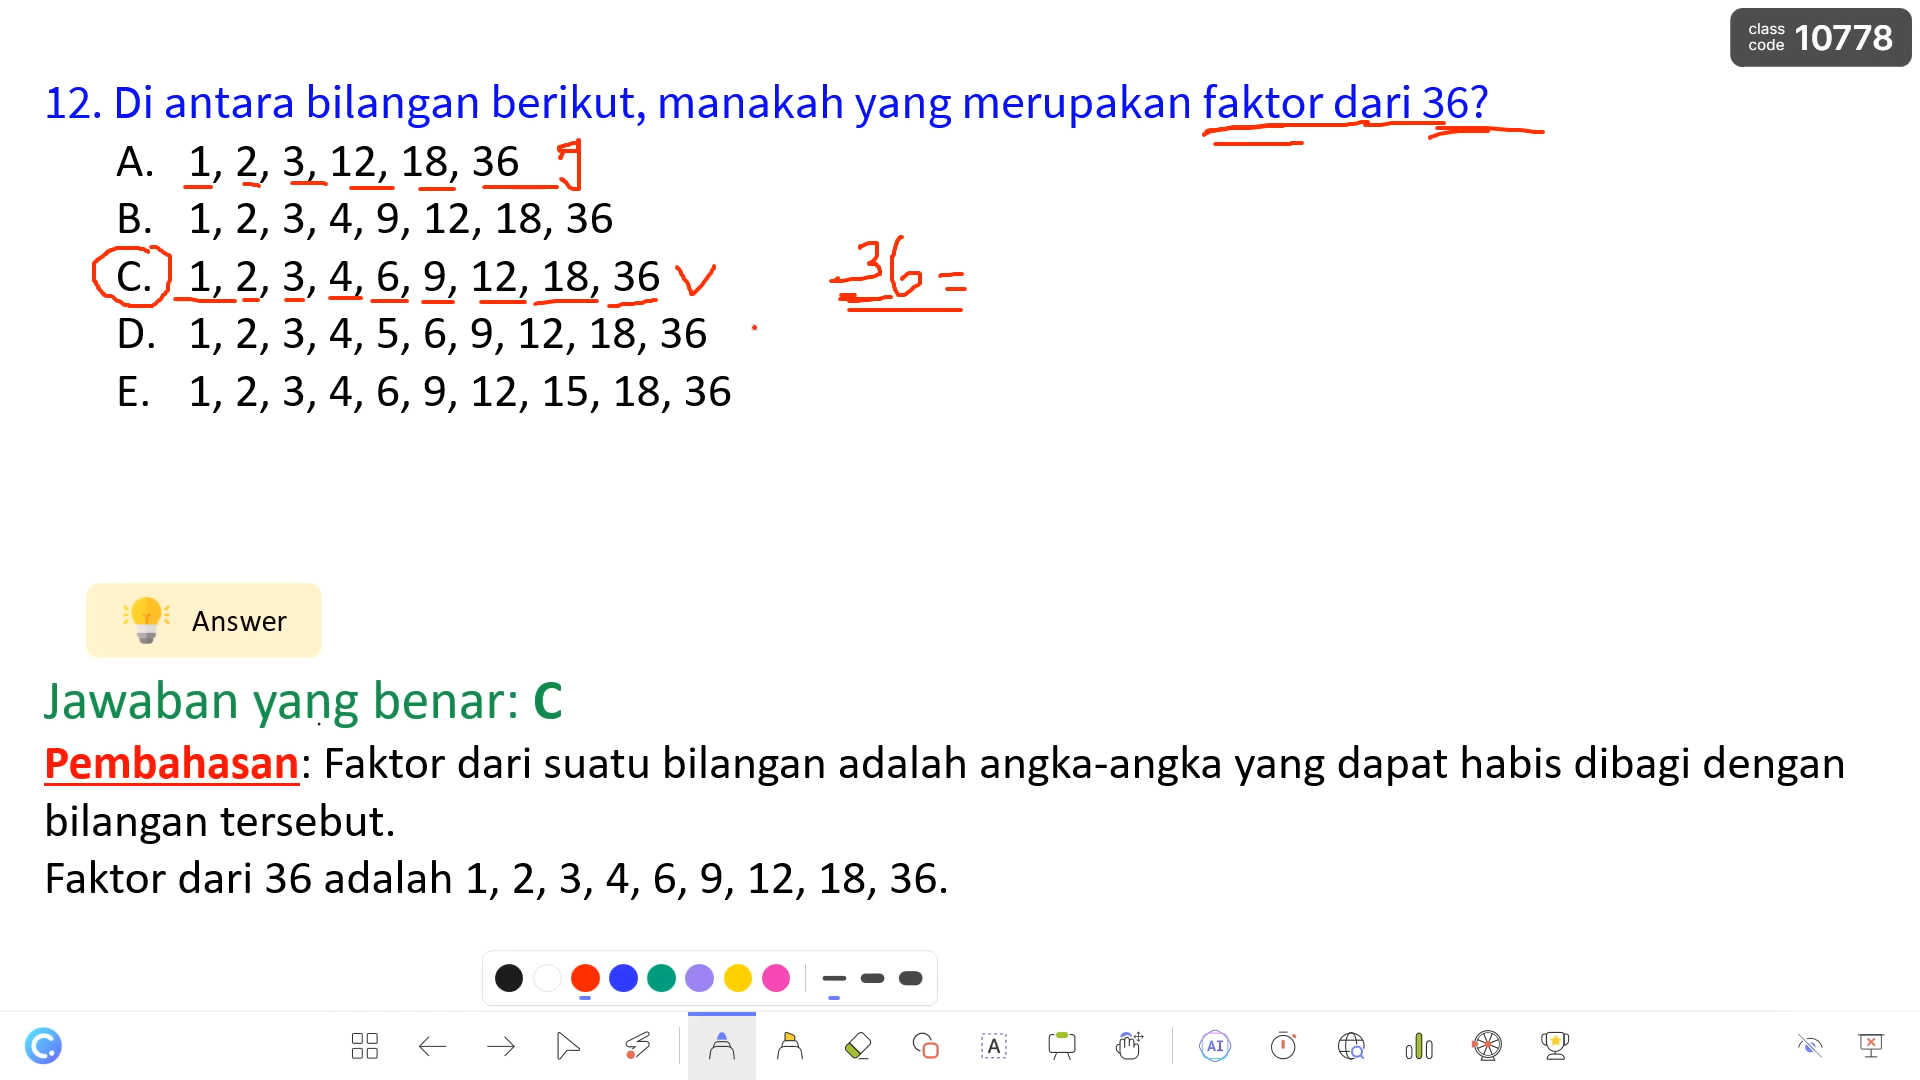 class code 10778
12. Di antara bilangan berikut, manakah yang merupakan faktor dari 36?
A. 1, 2, 3, 12, 18, 36
B. 1, 2, 3, 4, 9, 12, 18, 36
C. 1, 2, 3, 4, 6, 9, 12, 18, 36
36 =
D. 1, 2, 3, 4, 5, 6, 9, 12, 18, 36
E. 1, 2, 3, 4, 6, 9, 12, 15, 18, 36
Answer
Jawaban yang benar: C
Pembahasan: Faktor dari suatu bilangan adalah angka-angka yang dapat habis dibagi dengan
bilangan tersebut.
Faktor dari 36 adalah 1, 2, 3, 4, 6, 9, 12, 18, 36.
A
AI